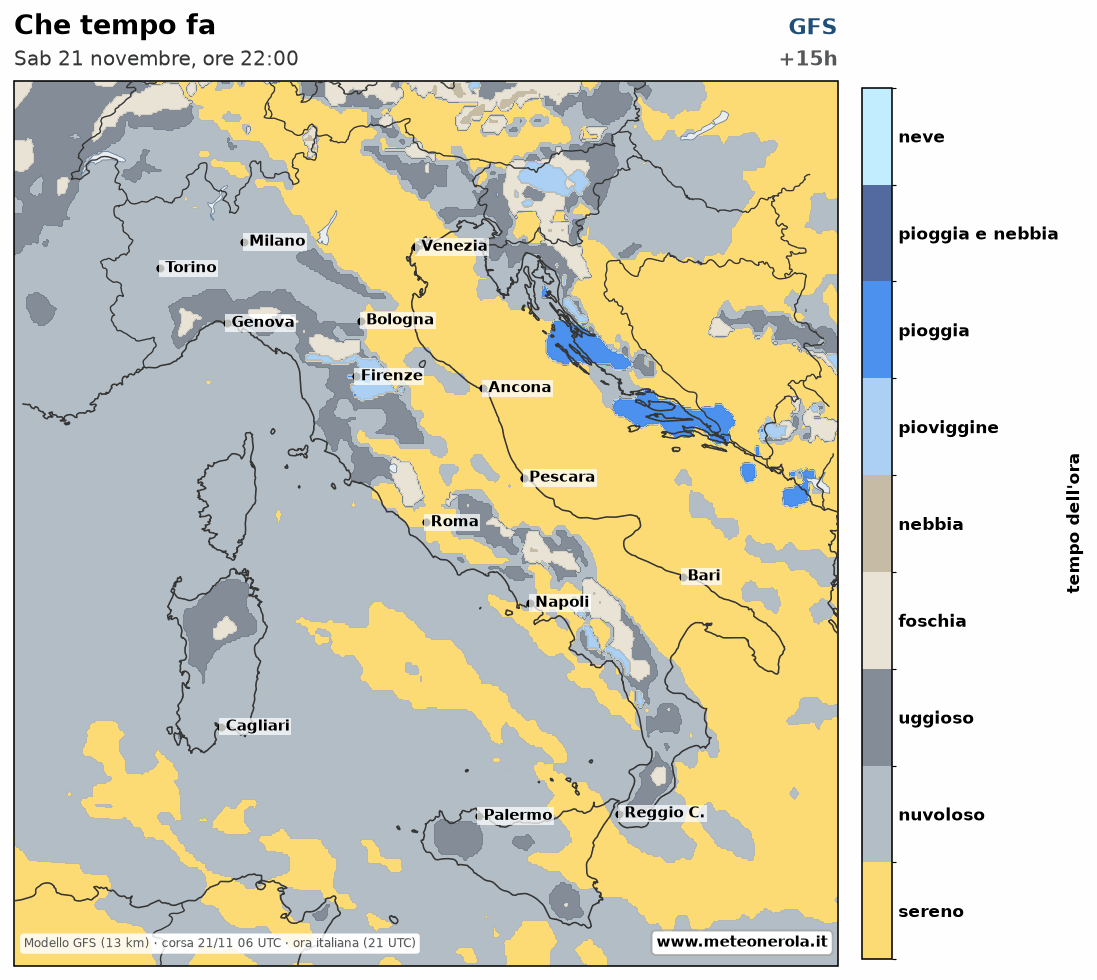 Che tempo fa
GFS
Sab 21 novembre, ore 22:00
+15h
neve
pioggia e nebbia
pioggia
pioviggine
nebbia
foschia
uggioso
nuvoloso
sereno
tempo dell'ora
Milano
Venezia
Torino
Genova
Bologna
Firenze
Ancona
Pescara
Roma
Bari
Napoli
Cagliari
Palermo
Reggio C.
Modello GFS (13 km) · corsa 21/11 06 UTC · ora italiana (21 UTC)
www.meteonerola.it